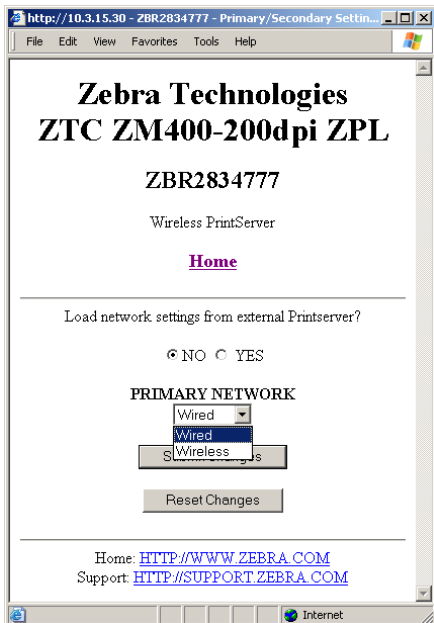 http://10.3.15.30 - ZBR2834777 - Primary/Secondary Settin...
File Edit View Favorites Tools Help
Zebra Technologies
ZTC ZM400-200dpi ZPL
ZBR2834777
Wireless PrintServer
Home
Load network settings from external Printserver?
NO YES
PRIMARY NETWORK
Wired
Wired
Wireless
Reset Changes
Home: HTTP://WWW.ZEBRA.COM
Support: HTTP://SUPPORT.ZEBRA.COM
Internet